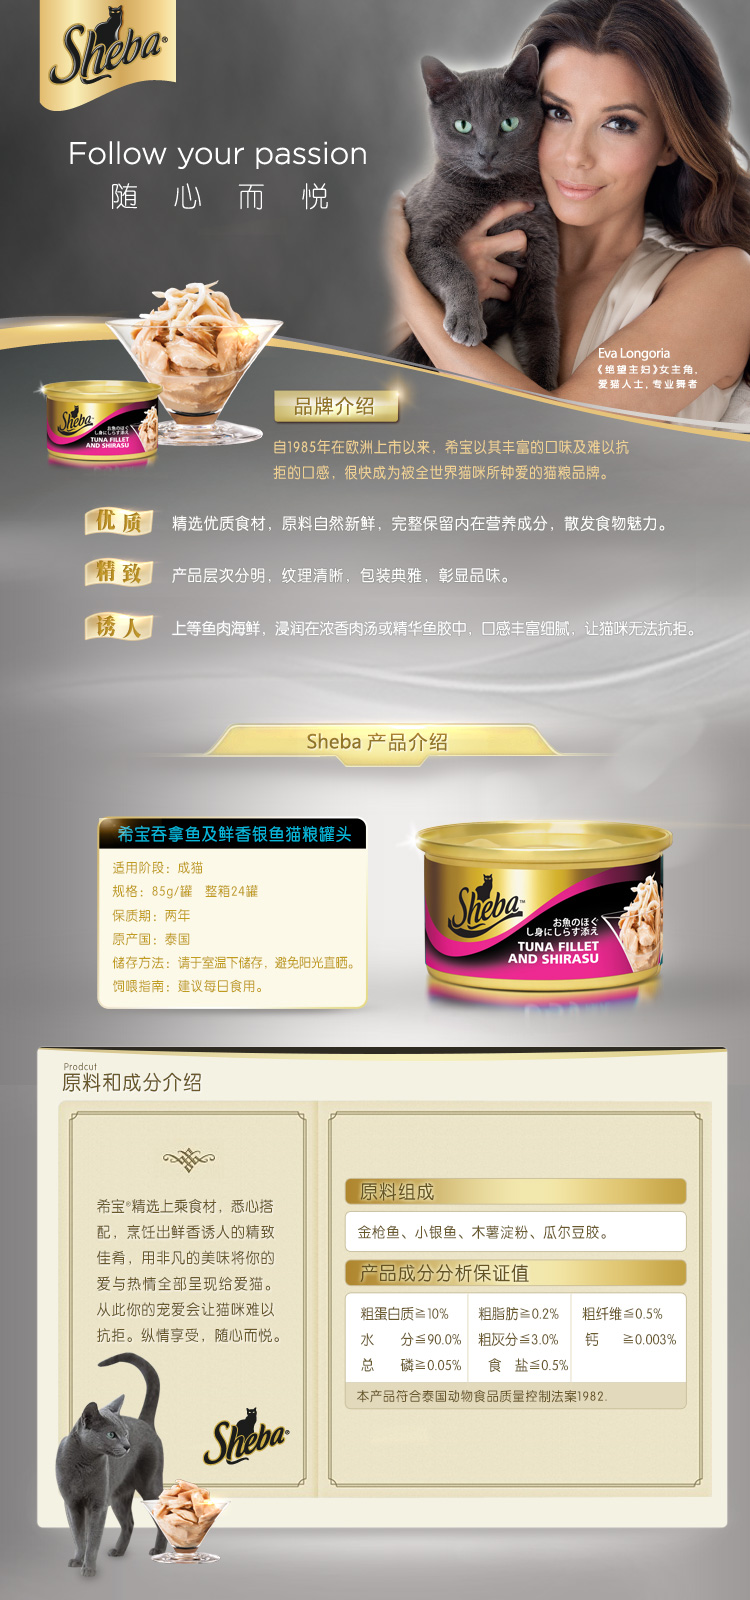 Sheba®
Follow your passion
随心而悦
Eva Longoria
《绝望主妇》女主角，
爱猫人士，专业舞者
Sheba
お魚のほぐ
し身にしらす添え
TUNA FILLET
AND SHIRASU
品牌介绍
自1985年在欧洲上市以来，希宝以其丰富的口味及难以抗
拒的口感，很快成为被全世界猫咪所钟爱的猫粮品牌。
优质 精选优质食材，原料自然新鲜，完整保留内在营养成分，散发食物魅力。
精致 产品层次分明，纹理清晰，包装典雅，彰显品味。
诱人 上等鱼肉海鲜，浸润在浓香肉汤或精华鱼胶中，口感丰富细腻，让猫咪无法抗拒。
Sheba 产品介绍
希宝吞拿鱼及鲜香银鱼猫粮罐头
适用阶段：成猫
规格：85g/罐 整箱24罐
保质期：两年
原产国：泰国
储存方法：请于室温下储存，避免阳光直晒。
饲喂指南：建议每日食用。
Sheba™
お魚のほぐ
し身にしらす添え
TUNA FILLET
AND SHIRASU
Prodcut
原料和成分介绍
希宝®精选上乘食材，悉心搭
配，烹饪出鲜香诱人的精致
佳肴，用非凡的美味将你的
爱与热情全部呈现给爱猫。
从此你的宠爱会让猫咪难以
抗拒。纵情享受，随心而悦。
Sheba®
原料组成
金枪鱼、小银鱼、木薯淀粉、瓜尔豆胶。
产品成分分析保证值
粗蛋白质≧10% 粗脂肪≧0.2% 粗纤维≦0.5%
水 分≦90.0% 粗灰分≦3.0% 钙 ≧0.003%
总 磷≧0.05% 食 盐≦0.5%
本产品符合泰国动物食品质量控制法案1982.